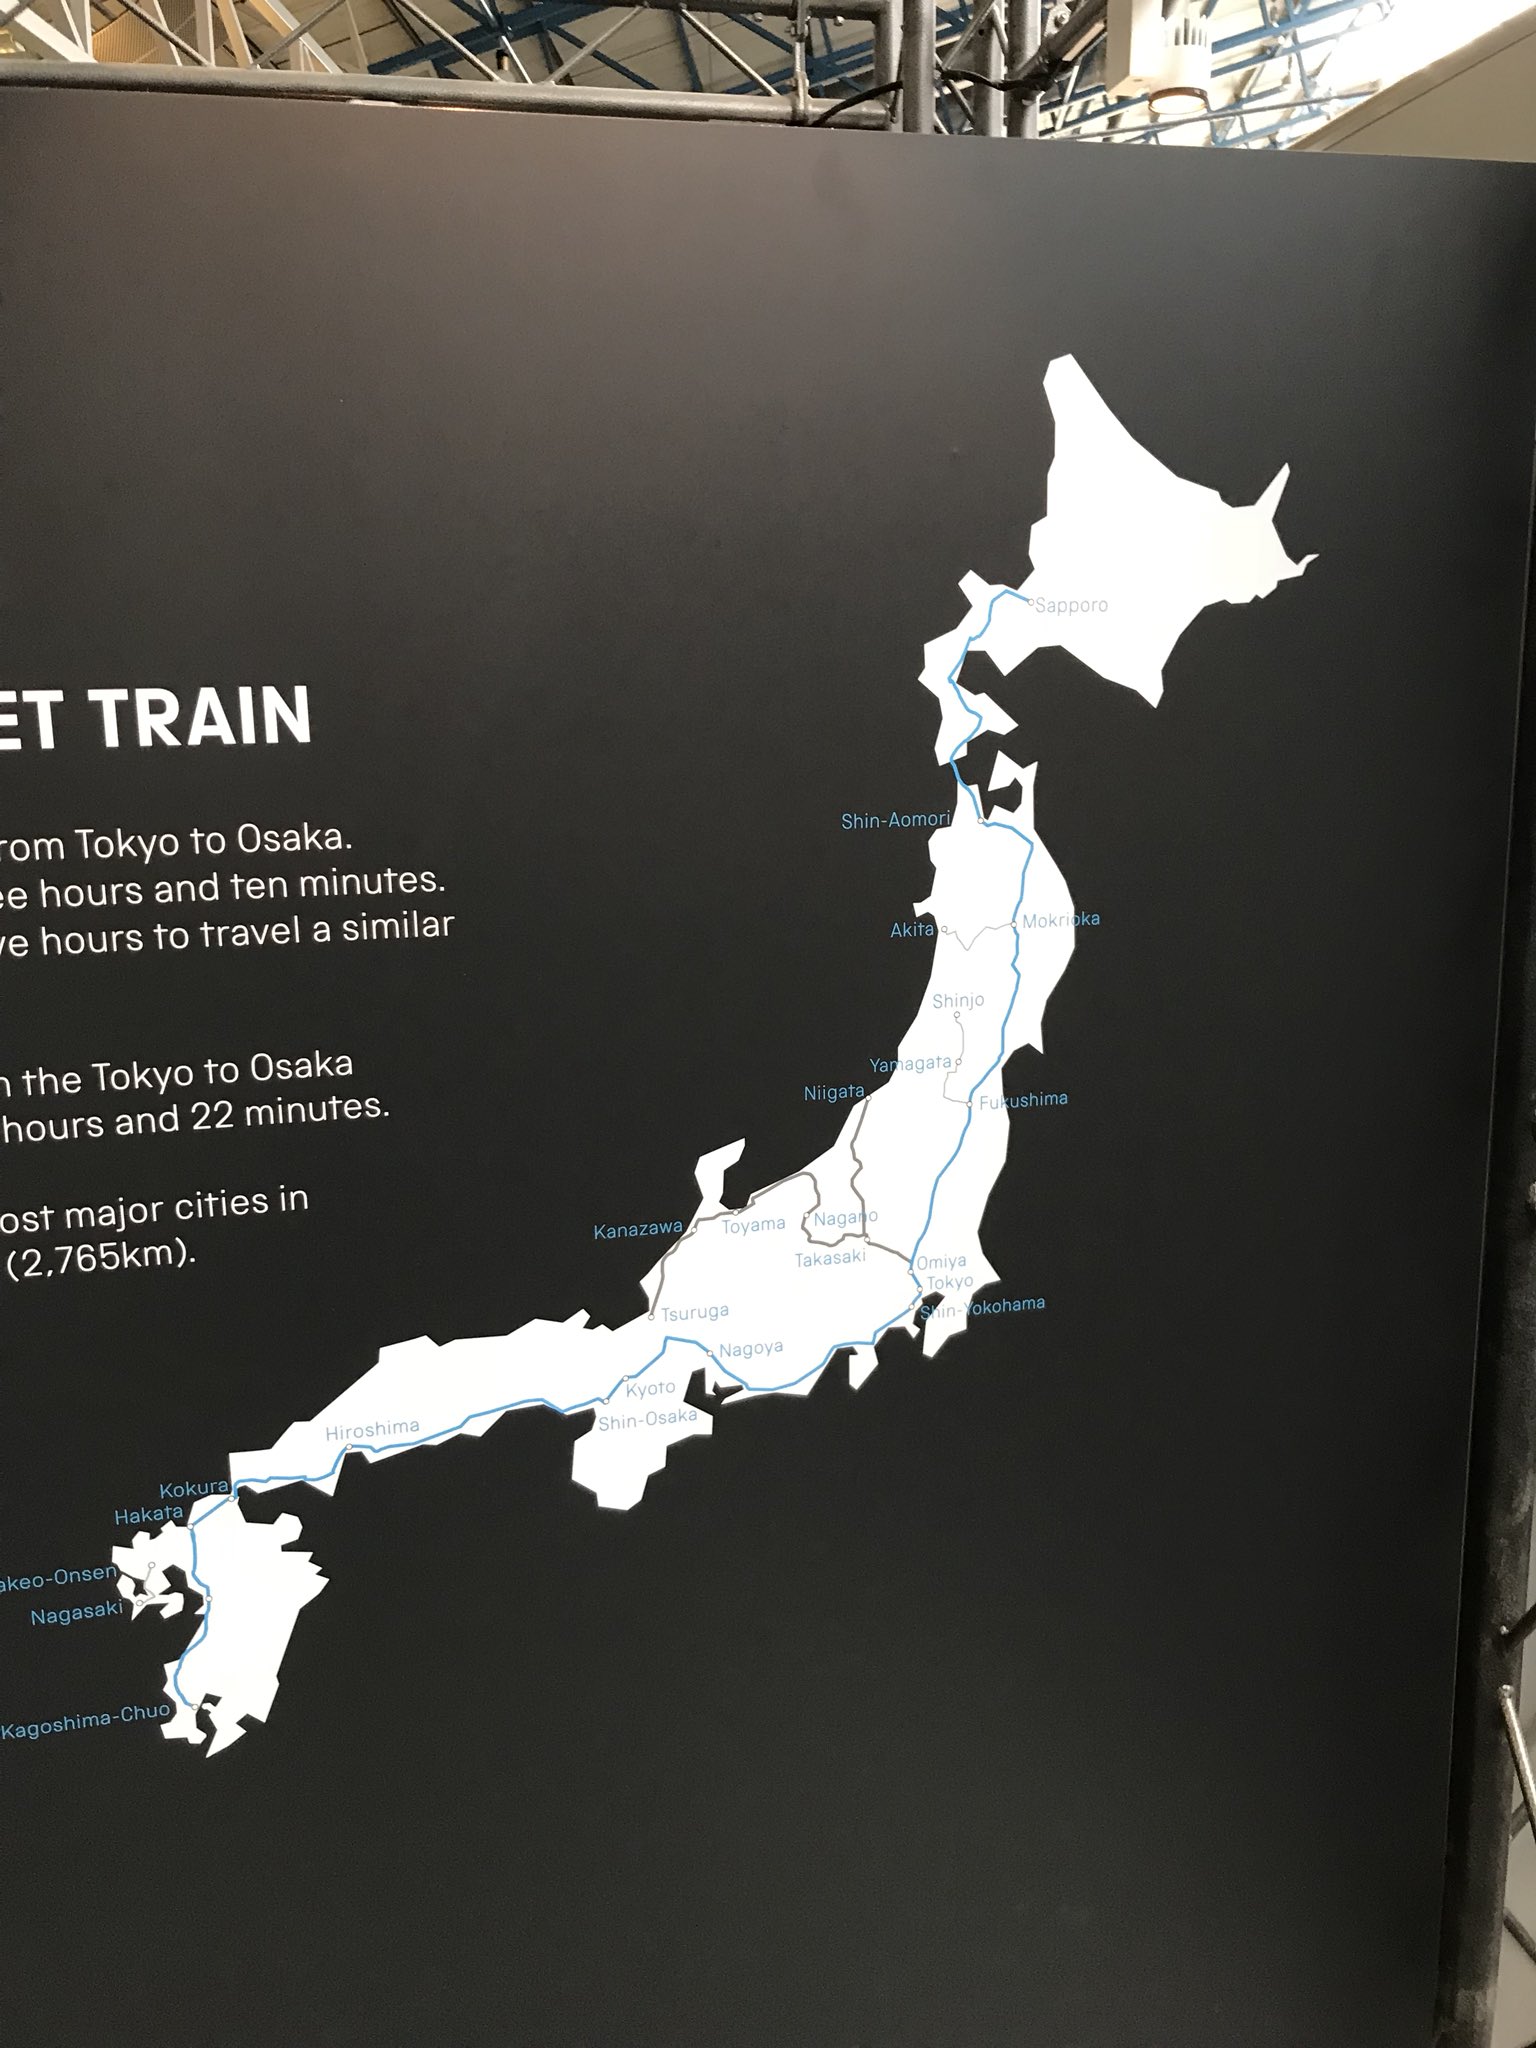 ET TRAIN
rom Tokyo to Osaka.
ee hours and ten minutes.
ve hours to travel a similar
n the Tokyo to Osaka
hours and 22 minutes.
ost major cities in
(2,765km).
Sapporo
Shin-Aomori
Akita
Mokrioka
Shinjo
Yamagata
Niigata
Fukushima
Kanazawa
Toyama
Nagano
Takasaki
Omiya
Tokyo
Shin-Yokohama
Tsuruga
Nagoya
Kyoto
Shin-Osaka
Hiroshima
Kokura
Hakata
akeo-Onsen
Nagasaki
Kagoshima-Chuo